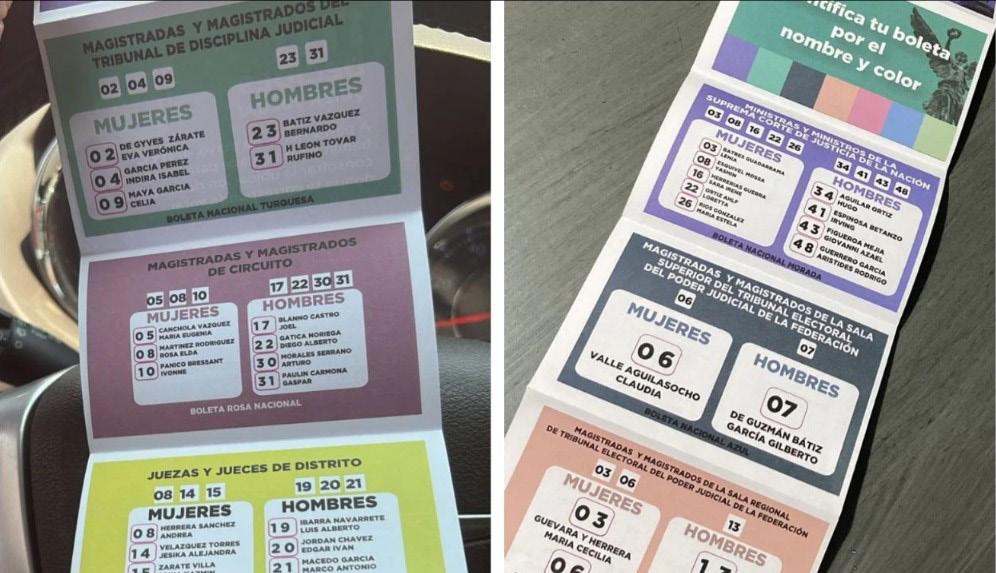 MAGISTRADAS Y MAGISTRADOS DEL
TRIBUNAL DE DISCIPLINA JUDICIAL
02 04 09
23 31
MUJERES
02 DE GYVES ZÁRATE
EVA VERÓNICA
04 GARCIA PEREZ
INDIRA ISABEL
09 MAYA GARCIA
CELIA
HOMBRES
23 BATIZ VAZQUEZ
BERNARDO
31 H LEON TOVAR
RUFINO
BOLETA NACIONAL TURQUESA
MAGISTRADAS Y MAGISTRADOS
DE CIRCUITO
05 08 10
17 22 30 31
MUJERES
05 CANCHOLA VAZQUEZ
MARIA EUGENIA
08 MARTINEZ RODRIGUEZ
ROSA ELDA
10 PANICO BRESSANT
IVONNE
HOMBRES
17 BLANNO CASTRO
JOEL
22 GATICA NORIEGA
DIEGO ALBERTO
30 MORALES SERRANO
ARTURO
31 PAULIN CARMONA
GASPAR
BOLETA ROSA NACIONAL
JUEZAS Y JUECES DE DISTRITO
08 14 15
19 20 21
MUJERES
08 HERRERA SANCHEZ
ANDREA
14 VELAZQUEZ TORRES
JESIKA ALEJANDRA
15 ZARATE VILLA
HOMBRES
19 IBARRA NAVARRETE
LUIS ALBERTO
20 JORDAN CHAVEZ
EDGAR IVAN
21 MACEDO GARCIA
MARCO ANTONIO
ntifica tu boleta
por el
nombre y color
MINISTRAS Y MINISTROS DE LA
SUPREMA CORTE DE JUSTICIA DE LA NACIÓN
03 08 16 22 26
34 41 43 48
MUJERES
03 BATRES GUADARRAMA
LENIA
08 ESQUIVEL MOSSA
YASMIN
16 HERRERIAS GUERRA
SARA IRENE
22 ORTIZ AHLF
LORETTA
26 RIOS GONZALEZ
MARIA ESTELA
HOMBRES
34 AGUILAR ORTIZ
HUGO
41 ESPINOSA BETANZO
IRVING
43 FIGUEROA MEJIA
GIOVANNI AZAEL
48 GUERRERO GARCIA
ARISTIDES RODRIGO
BOLETA NACIONAL MORADA
MAGISTRADAS Y MAGISTRADOS DE LA SALA
SUPERIOR DEL TRIBUNAL ELECTORAL
DEL PODER JUDICIAL DE LA FEDERACIÓN
06
07
MUJERES
06
VALLE AGUILASOCHO
CLAUDIA
HOMBRES
07
DE GUZMÁN BÁTIZ
GARCÍA GILBERTO
BOLETA NACIONAL AZUL
MAGISTRADAS Y MAGISTRADOS DE LA SALA REGIONAL
DE TRIBUNAL ELECTORAL DEL PODER JUDICIAL DE LA FEDERACIÓN
03 06
13
MUJERES
03
GUEVARA Y HERRERA
MARIA CECILIA
06
HOMBRES
13